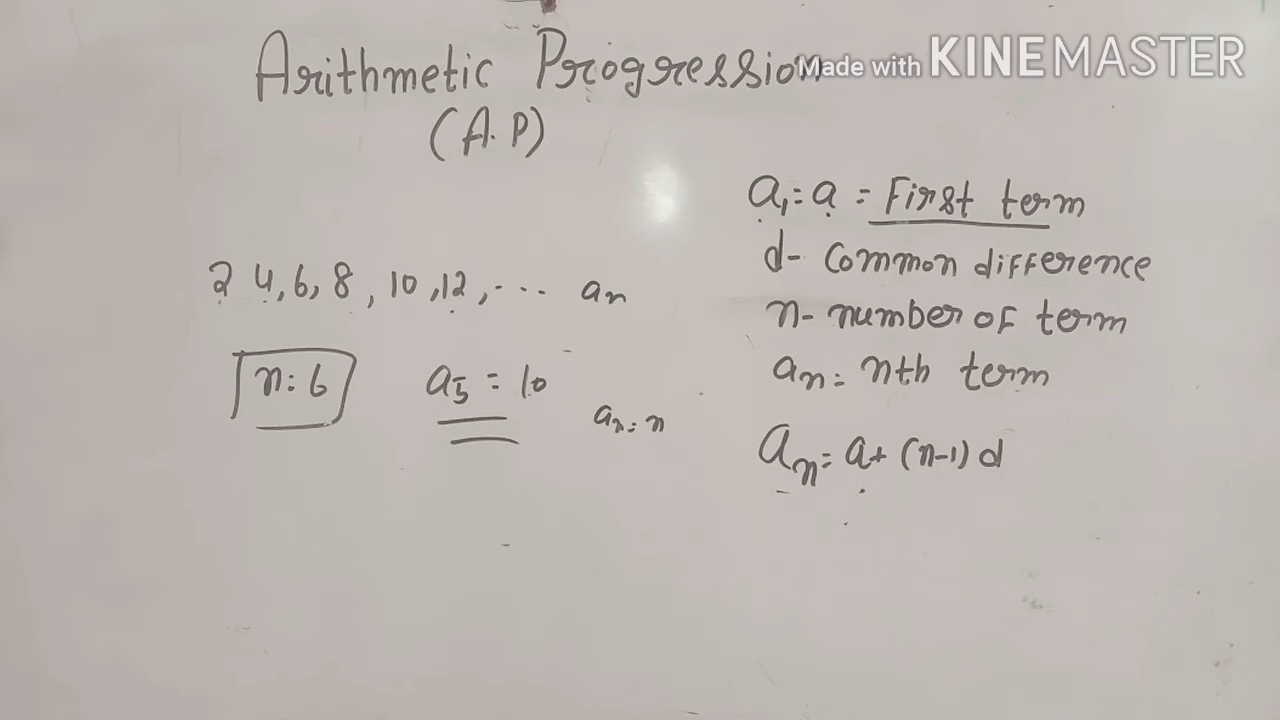 Arithmetic Progression
Made with KINEMASTER
(A.P)
a₁ = a = First term
d- Common difference
n- number of term
aₙ = nth term
aₙ = a + (n-1) d
2 4, 6, 8, 10, 12, ... aₙ
n = 6
a₅ = 10